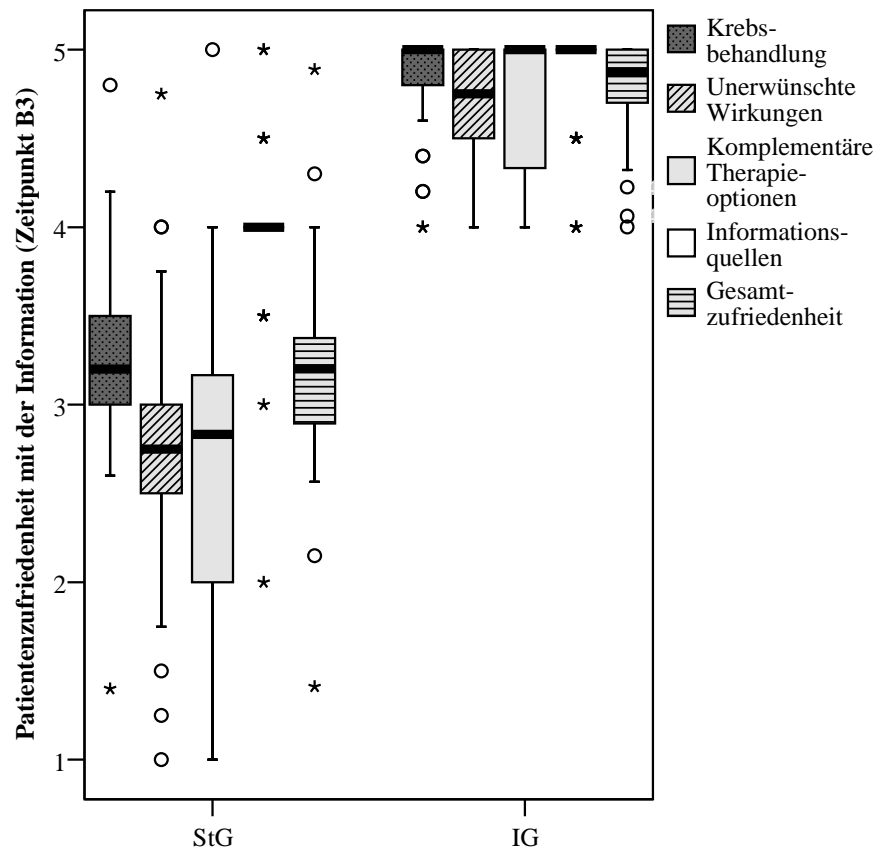 Patientenzufriedenheit mit der Information (Zeitpunkt B3)
5
4
3
2
1
StG
IG
Krebs-
behandlung
Unerwünschte
Wirkungen
Komplementäre
Therapie-
optionen
Informations-
quellen
Gesamt-
zufriedenheit